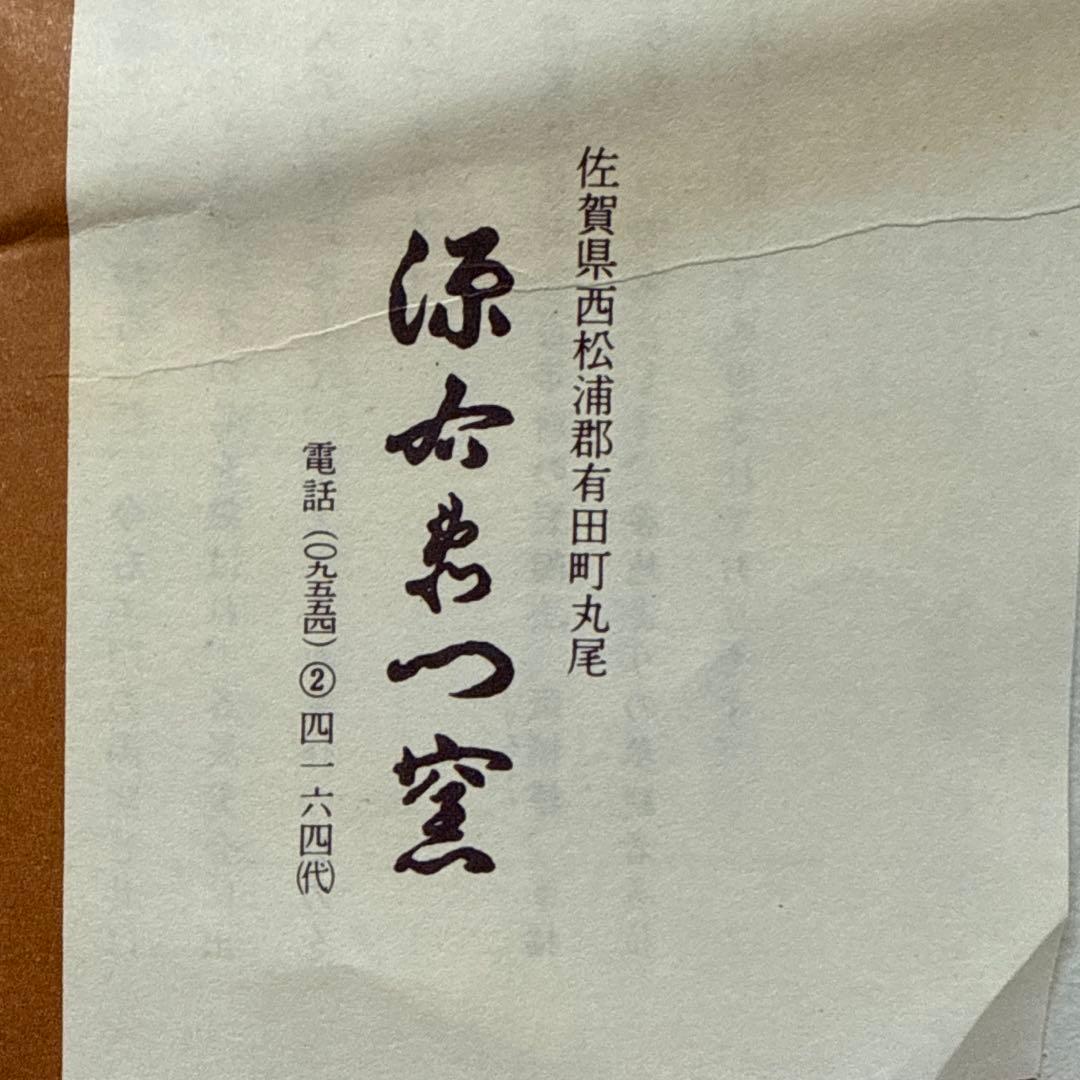 佐賀県西松浦郡有田町丸尾
源右衛門窯
電話(〇九五五四)②四一六四(代)